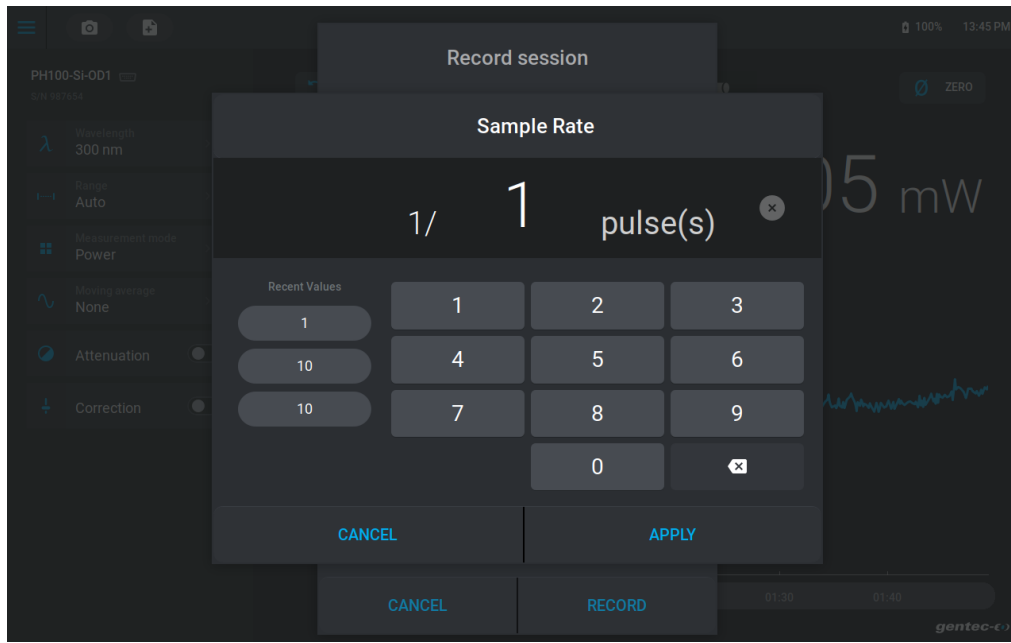 100%
13:45 PM
Record session
PH100-Si-OD1
S/N 987654
ZERO
Sample Rate
λ Wavelength
300 nm
Range
Auto
Measurement mode
Power
Moving average
None
Attenuation
Correction
05 mW
1/ 1 pulse(s)
Recent Values
1
10
10
1 2 3
4 5 6
7 8 9
0
CANCEL APPLY
CANCEL RECORD
01:30 01:40
gentec-eo